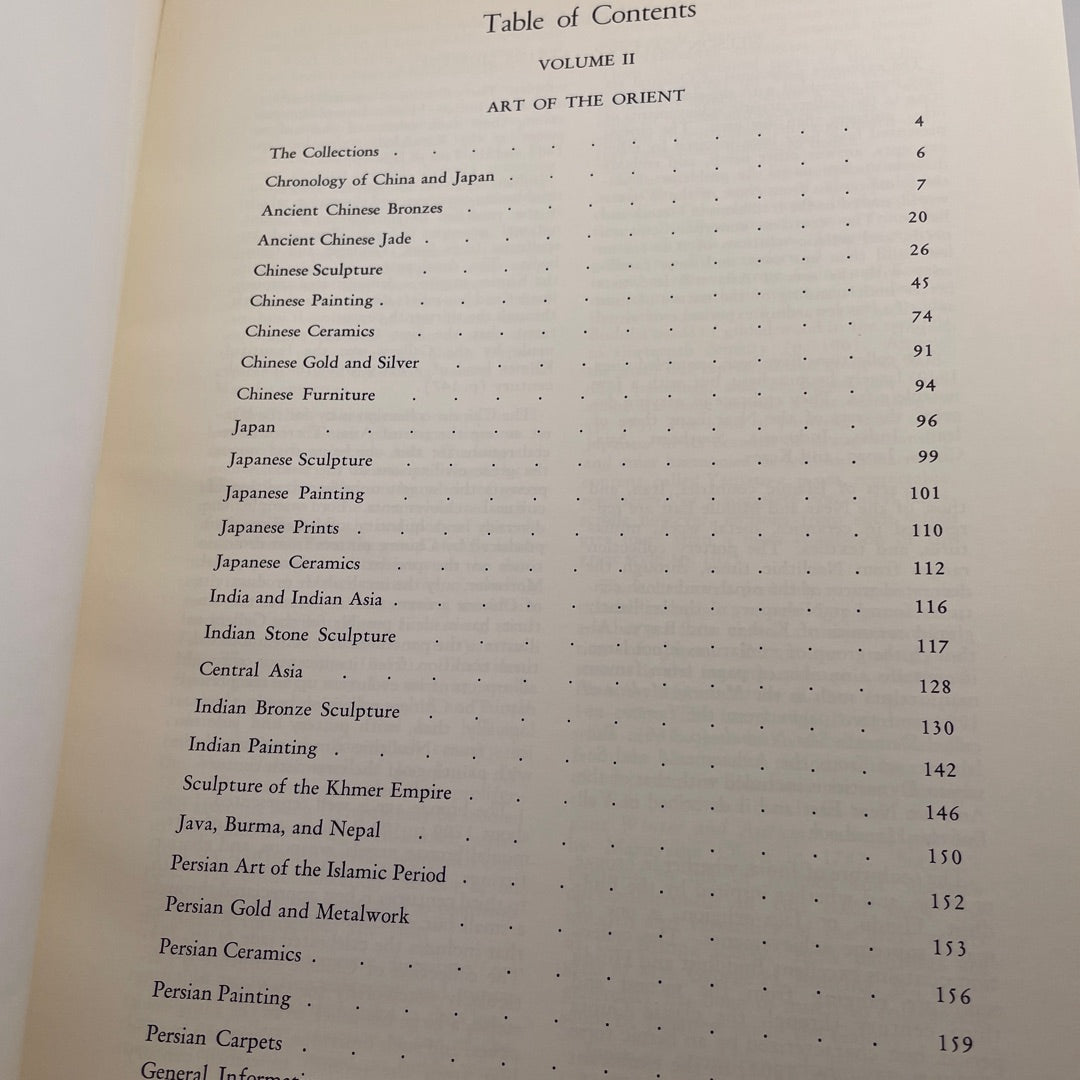 Table of Contents
VOLUME II
ART OF THE ORIENT
The Collections . . . . . . . . . . . . 4
Chronology of China and Japan . . . . . . . . . 6
Ancient Chinese Bronzes . . . . . . . . . . 7
Ancient Chinese Jade . . . . . . . . . . . 20
Chinese Sculpture . . . . . . . . . . . 26
Chinese Painting . . . . . . . . . . . . 45
Chinese Ceramics . . . . . . . . . . . 74
Chinese Gold and Silver . . . . . . . . . . 91
Chinese Furniture . . . . . . . . . . . 94
Japan . . . . . . . . . . . . . 96
Japanese Sculpture . . . . . . . . . . . 99
Japanese Painting . . . . . . . . . . 101
Japanese Prints . . . . . . . . . . . . 110
Japanese Ceramics . . . . . . . . . . . 112
India and Indian Asia . . . . . . . . . . . 116
Indian Stone Sculpture . . . . . . . . . . 117
Central Asia . . . . . . . . . . . . 128
Indian Bronze Sculpture . . . . . . . . . . 130
Indian Painting . . . . . . . . . . . . 142
Sculpture of the Khmer Empire . . . . . . . . . 146
Java, Burma, and Nepal . . . . . . . . . . 150
Persian Art of the Islamic Period . . . . . . . . . 152
Persian Gold and Metalwork . . . . . . . . . 153
Persian Ceramics . . . . . . . . . . . . 156
Persian Painting . . . . . . . . . . . . 159
Persian Carpets . . . .
General Informati